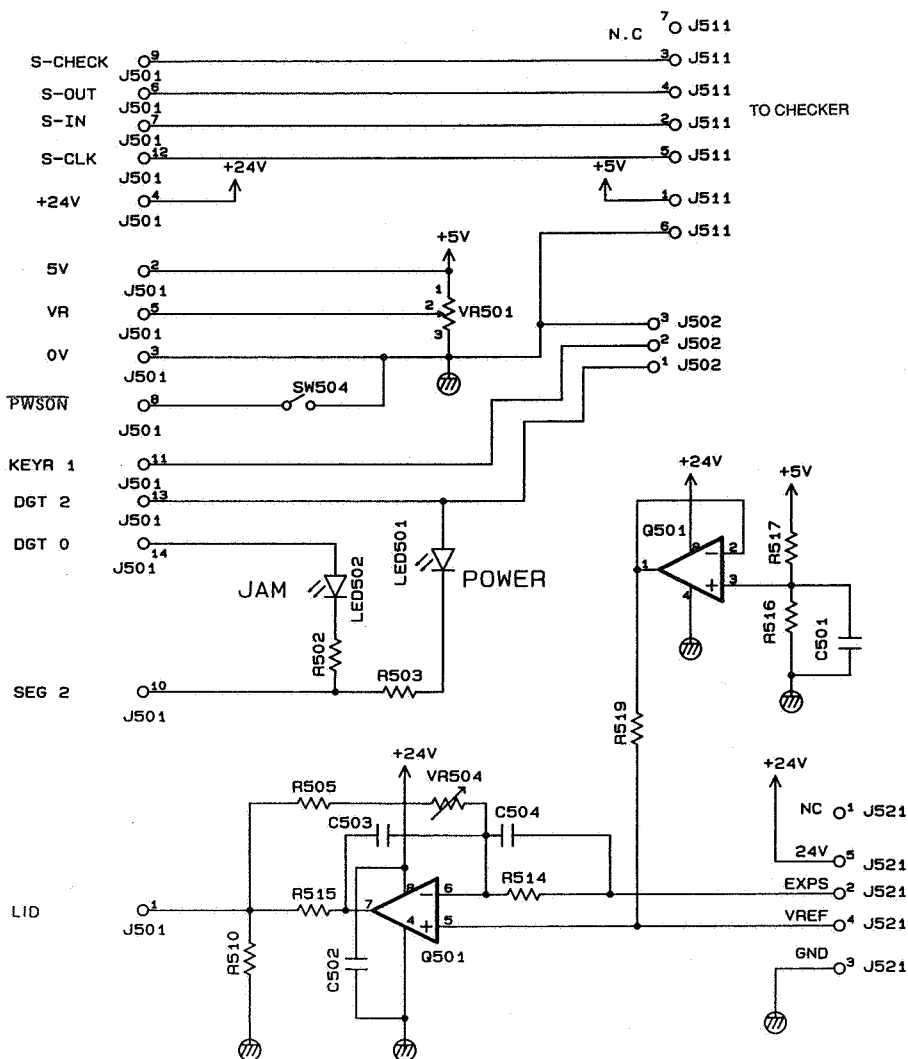 N.C 7 J511
S-CHECK 9 J501 3 J511
S-OUT 6 J501 4 J511
S-IN 7 J501 2 J511
TO CHECKER
S-CLK 12 J501 5 J511
+24V 4 J501 +24V +5V 1 J511
6 J511
5V 2 J501 +5V
VR 5 J501 1 2 3 VR501
0V 3 J501
3 J502
2 J502
1 J502
PWSON 8 J501 SW504
KEYR 1 11 J501
DGT 2 13 J501
DGT 0 14 J501
JAM LED502
LED501 POWER
R502
SEG 2 10 J501 R503
+24V +5V
Q501 8 2 1 3 4
R517
R516
C501
R519
+24V VR504
R505
C503 C504
R514
LID 1 J501 R515 7 8 6 5 4 Q501
R510
C502
+24V
NC 1 J521
24V 5 J521
EXPS 2 J521
VREF 4 J521
GND 3 J521